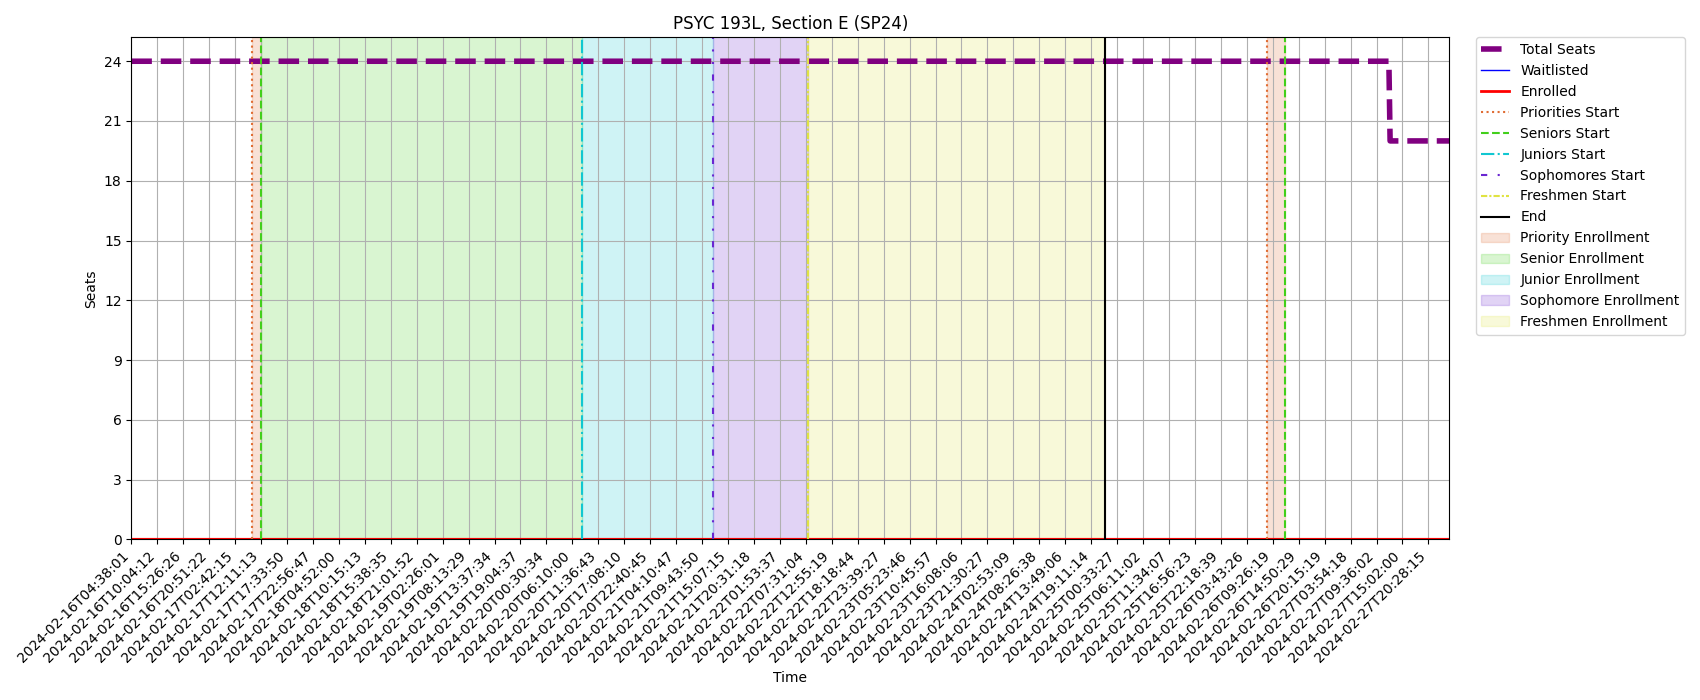 PSYC 193L, Section E (SP24)
Seats
24
21
18
15
12
9
6
3
0
2024-02-16T04:38:01
2024-02-16T10:04:12
2024-02-16T15:26:26
2024-02-16T20:51:22
2024-02-17T02:42:15
2024-02-17T12:11:13
2024-02-17T17:33:50
2024-02-17T22:56:47
2024-02-18T04:52:00
2024-02-18T10:15:13
2024-02-18T15:38:35
2024-02-18T21:01:52
2024-02-19T02:26:01
2024-02-19T08:13:29
2024-02-19T13:37:34
2024-02-19T19:04:37
2024-02-20T00:30:34
2024-02-20T06:10:00
2024-02-20T11:36:43
2024-02-20T17:08:10
2024-02-20T22:40:45
2024-02-21T04:10:47
2024-02-21T09:43:50
2024-02-21T15:07:15
2024-02-21T20:31:18
2024-02-22T01:53:37
2024-02-22T07:31:04
2024-02-22T12:55:19
2024-02-22T18:18:44
2024-02-22T23:39:27
2024-02-23T05:23:46
2024-02-23T10:45:57
2024-02-23T16:08:06
2024-02-23T21:30:27
2024-02-24T02:53:09
2024-02-24T08:26:38
2024-02-24T13:49:06
2024-02-24T19:11:14
2024-02-25T00:33:27
2024-02-25T06:11:02
2024-02-25T11:34:07
2024-02-25T16:56:23
2024-02-25T22:18:39
2024-02-26T03:43:26
2024-02-26T09:26:19
2024-02-26T14:50:29
2024-02-26T20:15:19
2024-02-27T03:54:18
2024-02-27T09:36:02
2024-02-27T15:02:00
2024-02-27T20:28:15
Time
Total Seats
Waitlisted
Enrolled
Priorities Start
Seniors Start
Juniors Start
Sophomores Start
Freshmen Start
End
Priority Enrollment
Senior Enrollment
Junior Enrollment
Sophomore Enrollment
Freshmen Enrollment